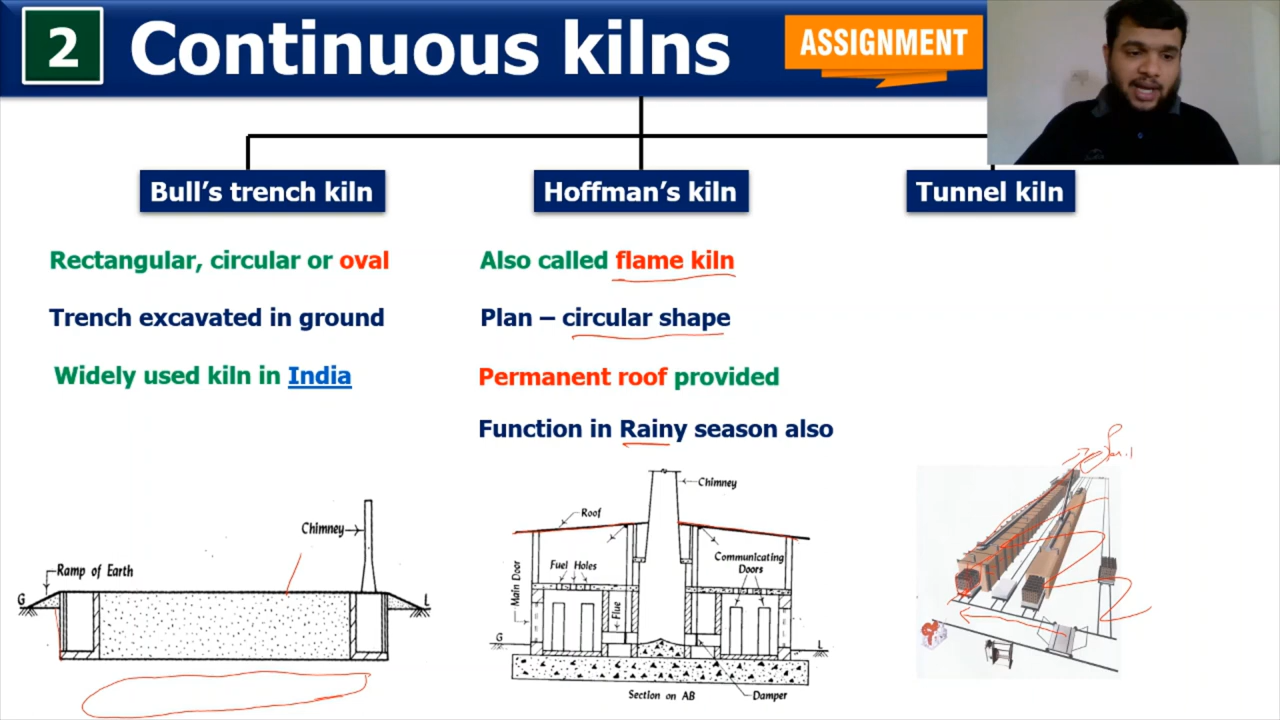 2 Continuous kilns ASSIGNMENT
Bull's trench kiln
Hoffman's kiln
Tunnel kiln
Rectangular, circular or oval
Trench excavated in ground
Widely used kiln in India
Also called flame kiln
Plan – circular shape
Permanent roof provided
Function in Rainy season also
Chimney
Ramp of Earth
G
L
Chimney
Roof
Communicating
Doors
Fuel Holes
Main Door
Flue
G
L
Section on AB
Damper